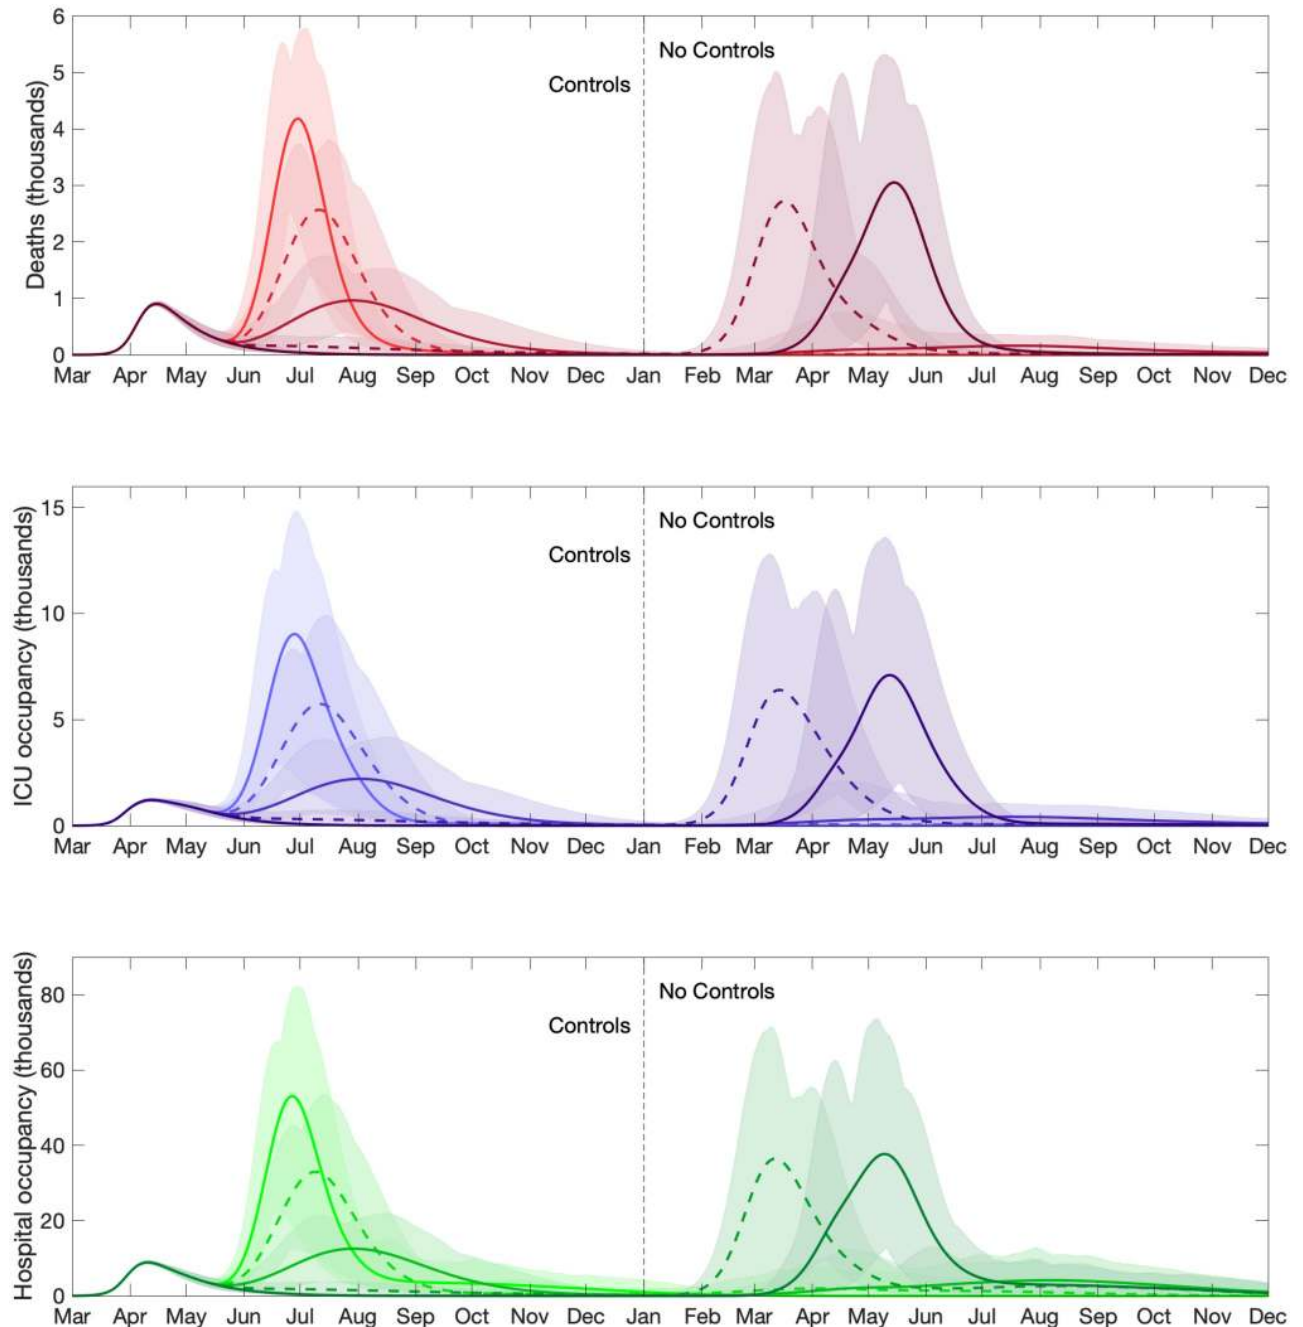 Deaths (thousands)
6
5
4
3
2
1
0
No Controls
Controls
Mar Apr May Jun Jul Aug Sep Oct Nov Dec Jan Feb Mar Apr May Jun Jul Aug Sep Oct Nov Dec
ICU occupancy (thousands)
15
10
5
0
No Controls
Controls
Mar Apr May Jun Jul Aug Sep Oct Nov Dec Jan Feb Mar Apr May Jun Jul Aug Sep Oct Nov Dec
Hospital occupancy (thousands)
80
60
40
20
0
No Controls
Controls
Mar Apr May Jun Jul Aug Sep Oct Nov Dec Jan Feb Mar Apr May Jun Jul Aug Sep Oct Nov Dec